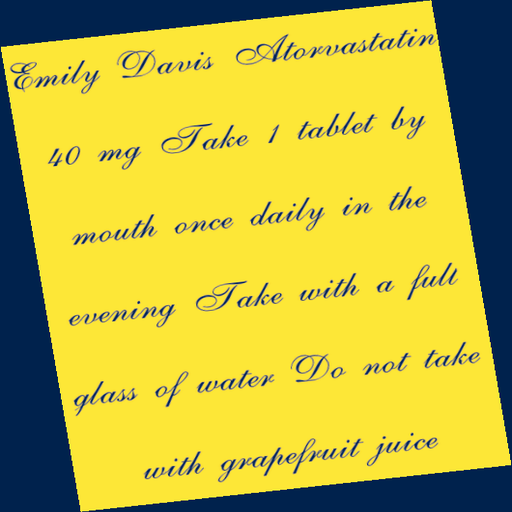 Emily Davis Atorvastatin
40 mg Take 1 tablet by
mouth once daily in the
evening Take with a full
glass of water Do not take
with grapefruit juice